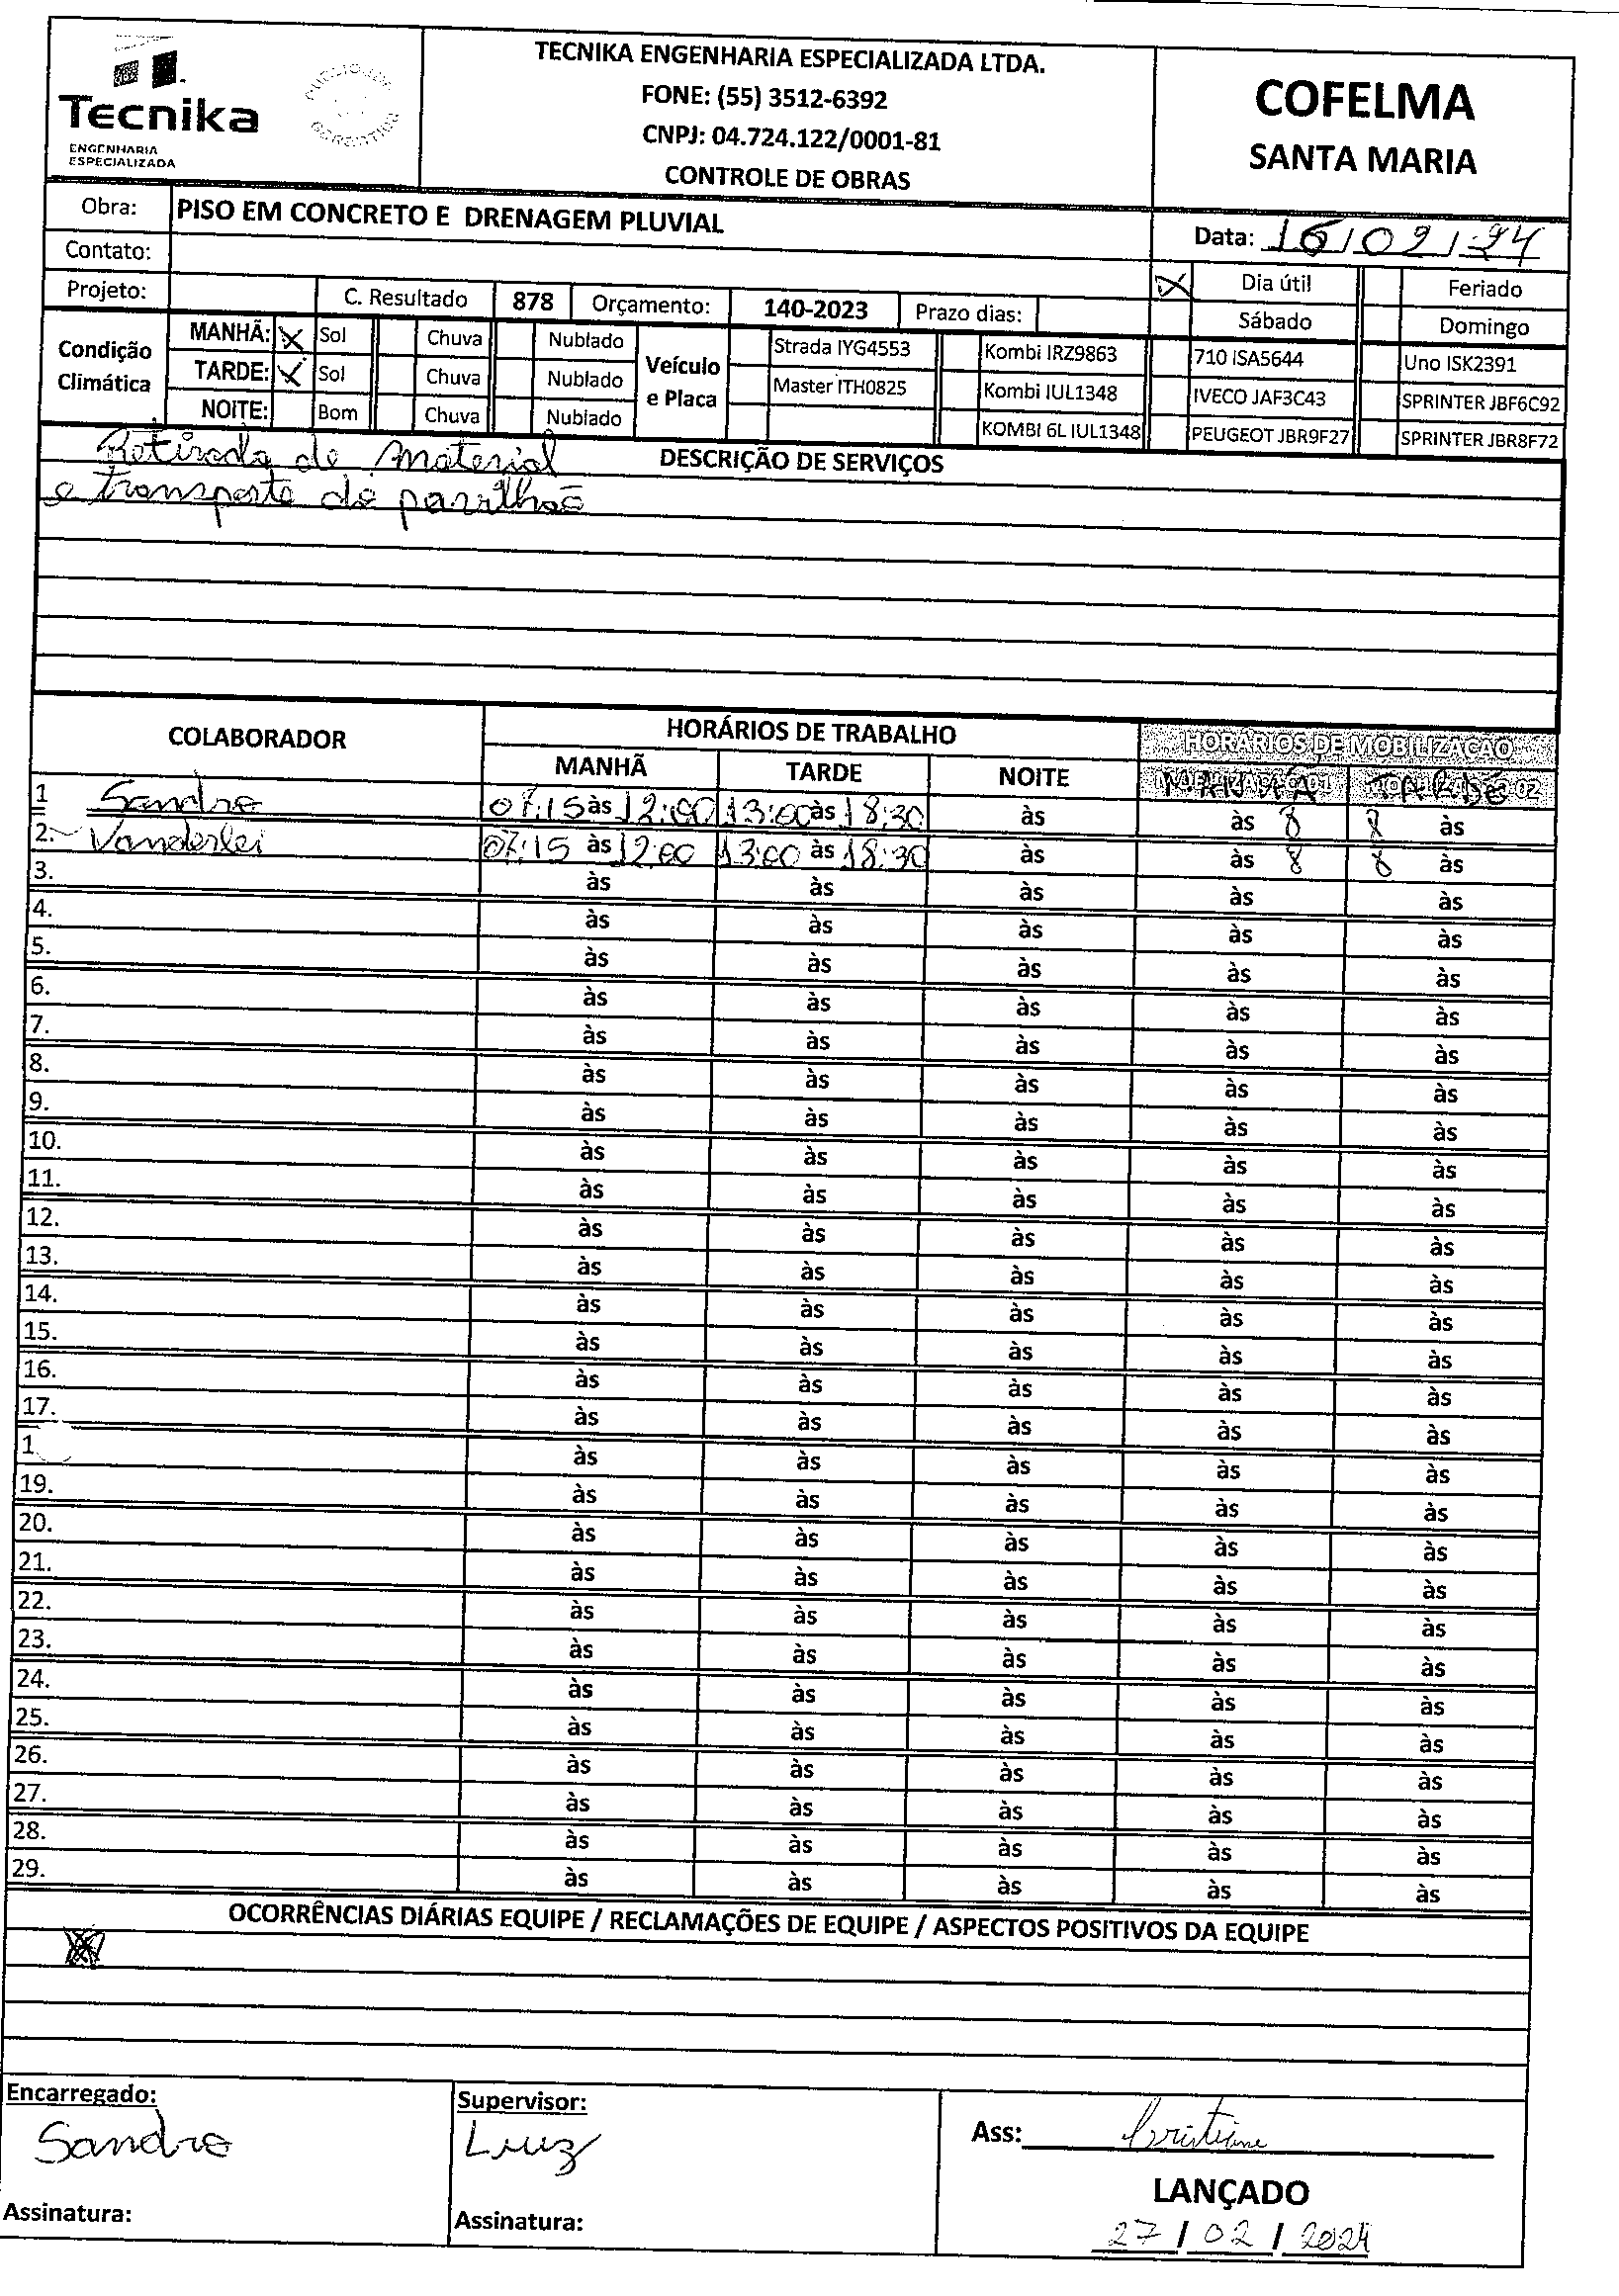 Tecnika
ENGENHARIA
ESPECIALIZADA
TECNIKA ENGENHARIA ESPECIALIZADA LTDA.
FONE: (55) 3512-6392
CNPJ: 04.724.122/0001-81
CONTROLE DE OBRAS
COFELMA
SANTA MARIA
Obra: PISO EM CONCRETO E DRENAGEM PLUVIAL
Data: 16/02/24
Contato:
X Dia útil Feriado
Projeto: C. Resultado 878 Orçamento: 140-2023 Prazo dias:
Sábado Domingo
Condição Climática
MANHÃ: X Sol Chuva Nublado
TARDE: X Sol Chuva Nublado
NOITE: Bom Chuva Nublado
Veículo e Placa
Strada IYG4553 Kombi IRZ9863 710 ISA5644 Uno ISK2391
Master ITH0825 Kombi IUL1348 IVECO JAF3C43 SPRINTER JBF6C92
KOMBI 6L IUL1348 PEUGEOT JBR9F27 SPRINTER JBR8F72
DESCRIÇÃO DE SERVIÇOS
Retirada de material
e transporte do pavilhão
COLABORADOR HORÁRIOS DE TRABALHO HORÁRIOS DE MOBILIZACAO
MANHÃ TARDE NOITE MANHÃ TARDE
1 Sandro 07:15 às 12:00 13:00 às 18:30 às às 8 8 às
2. Vanderlei 07:15 às 12:00 13:00 às 18:30 às às 8 8 às
3. às às às às às
4. às às às às às
5. às às às às às
6. às às às às às
7. às às às às às
8. às às às às às
9. às às às às às
10. às às às às às
11. às às às às às
12. às às às às às
13. às às às às às
14. às às às às às
15. às às às às às
16. às às às às às
17. às às às às às
1 às às às às às
19. às às às às às
20. às às às às às
21. às às às às às
22. às às às às às
23. às às às às às
24. às às às às às
25. às às às às às
26. às às às às às
27. às às às às às
28. às às às às às
29. às às às às às
OCORRÊNCIAS DIÁRIAS EQUIPE / RECLAMAÇÕES DE EQUIPE / ASPECTOS POSITIVOS DA EQUIPE
Encarregado:
Sandro
Assinatura:
Supervisor:
Luiz
Assinatura:
Ass: Cristiane
LANÇADO
27/02/2024